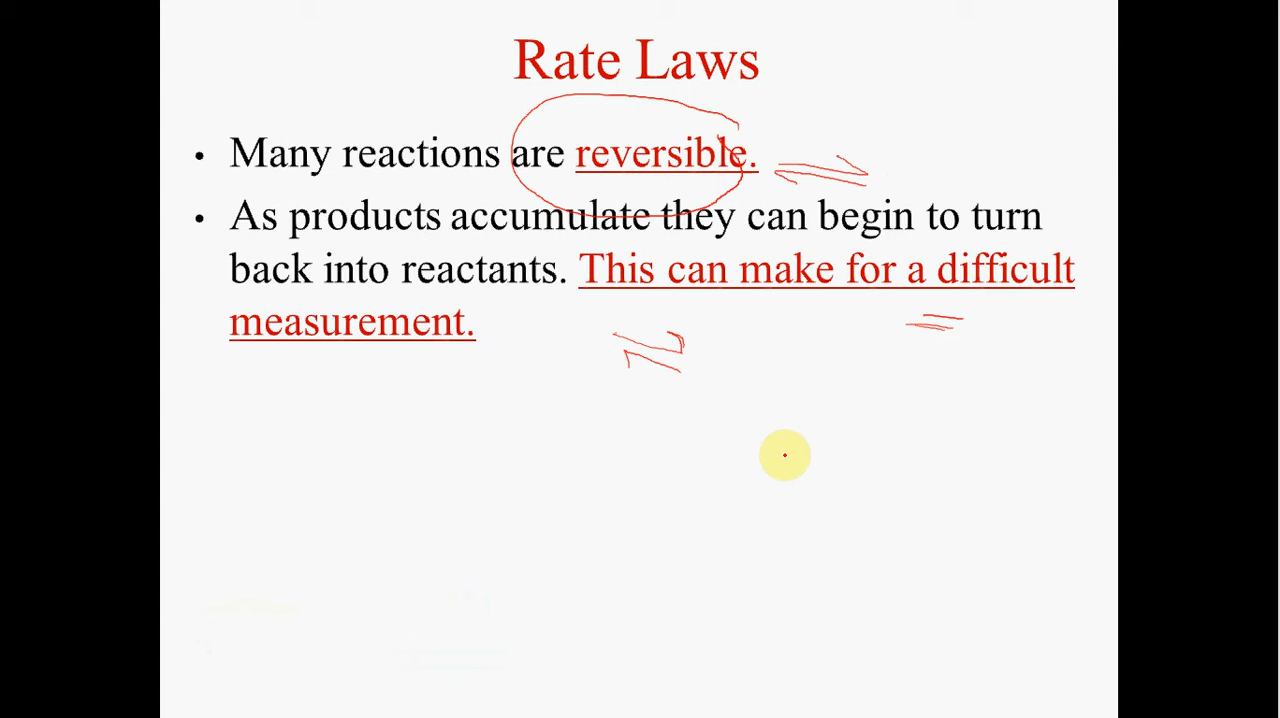 Rate Laws
• Many reactions are reversible. ⇌
• As products accumulate they can begin to turn
back into reactants. This can make for a difficult
measurement. ⇌